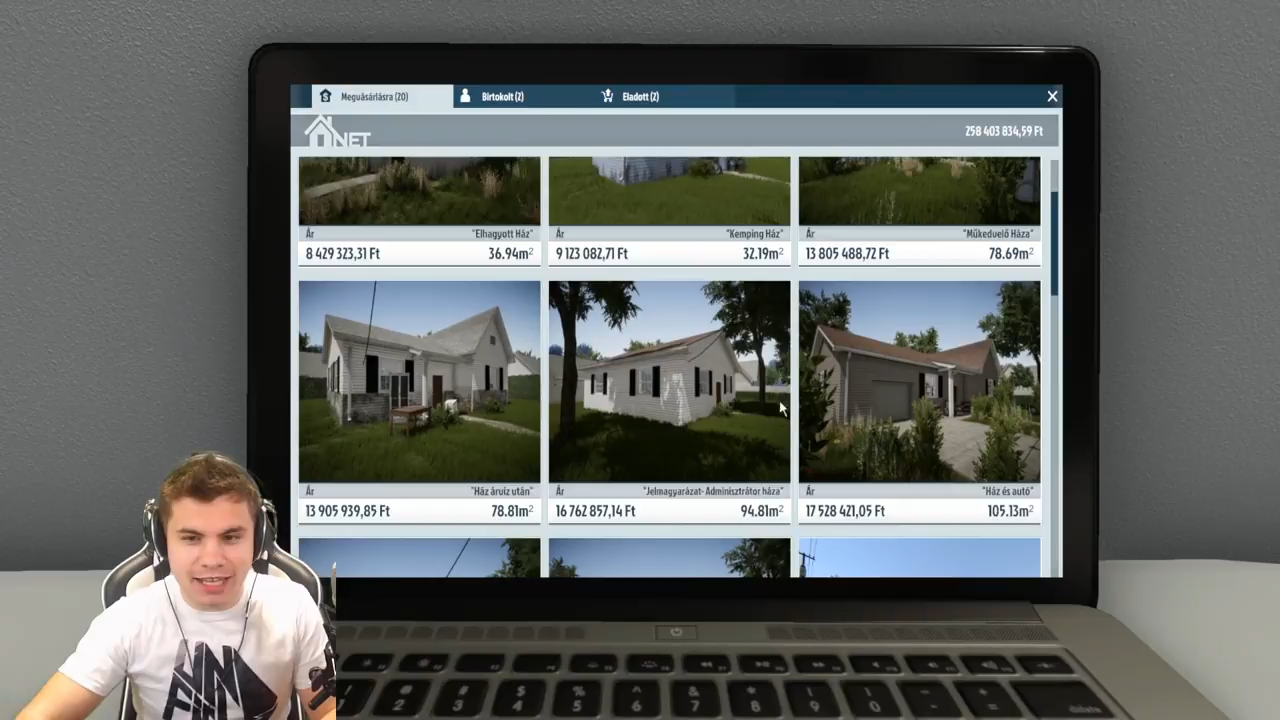 Megvásárlásra (20)
Birtokolt (2)
Eladott (2)
NET
258 403 834,59 Ft
Ár "Elhagyott Ház"
8 429 323,31 Ft 36.94m²
Ár "Kemping Ház"
9 123 082,71 Ft 32.19m²
Ár "Műkedvelő Háza"
13 805 488,72 Ft 78.69m²
Ár "Ház árvíz után"
13 905 939,85 Ft 78.81m²
Ár "Jelmagyarázat- Adminisztrátor háza"
16 762 857,14 Ft 94.81m²
Ár "Ház és autó"
17 528 421,05 Ft 105.13m²